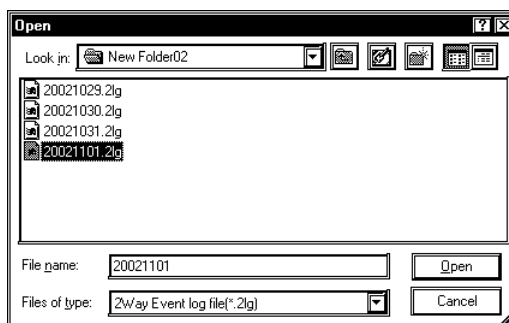 Open
Look in: New Folder02
20021029.2lg
20021030.2lg
20021031.2lg
20021101.2lg
File name: 20021101 Open
Files of type: 2Way Event log file(*.2lg) Cancel